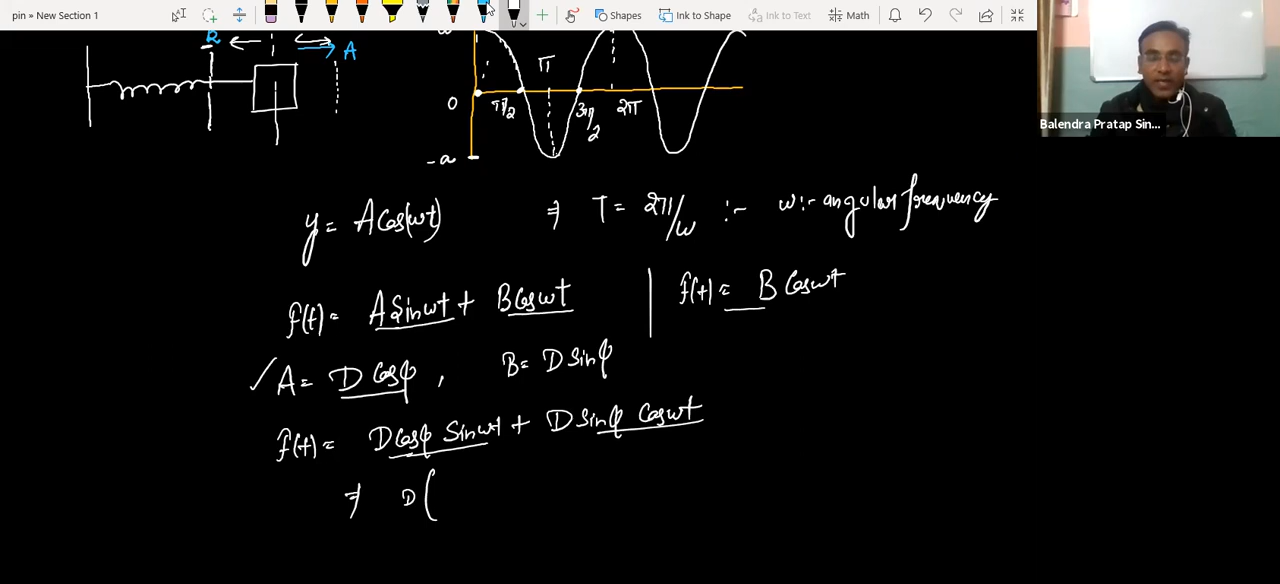 pin » New Section 1
Shapes
Ink to Shape
Ink to Text
Math
Balendra Pratap Sin...
R
A
a
0
-a
π/2
π
3π/2
2π
y = A Cos(ωt) ⇒ T = 2π/ω :- ω:- angular frequency
f(t) = A Sinωt + B Cosωt | f(t) = B Cosωt
✓ A = D Cosφ , B = D Sinφ
f(t) = D Cosφ Sinωt + D Sinφ Cosωt
⇒ D (